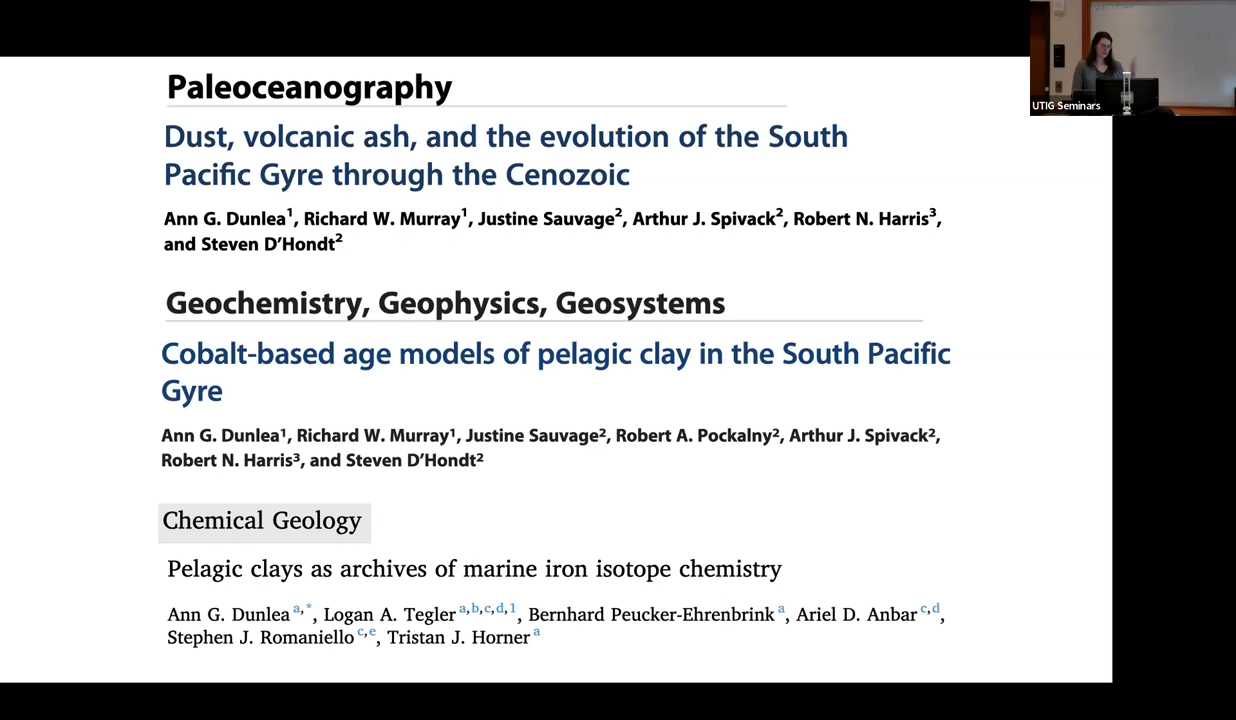 Paleoceanography
UTIG Seminars
Dust, volcanic ash, and the evolution of the South
Pacific Gyre through the Cenozoic
Ann G. Dunlea1, Richard W. Murray1, Justine Sauvage2, Arthur J. Spivack2, Robert N. Harris3,
and Steven D'Hondt2
Geochemistry, Geophysics, Geosystems
Cobalt-based age models of pelagic clay in the South Pacific
Gyre
Ann G. Dunlea¹, Richard W. Murray¹, Justine Sauvage², Robert A. Pockalny², Arthur J. Spivack²,
Robert N. Harris³, and Steven D'Hondt²
Chemical Geology
Pelagic clays as archives of marine iron isotope chemistry
Ann G. Dunlea a,*, Logan A. Tegler a,b,c,d,1, Bernhard Peucker-Ehrenbrink a, Ariel D. Anbar c,d,
Stephen J. Romaniello c,e, Tristan J. Horner a